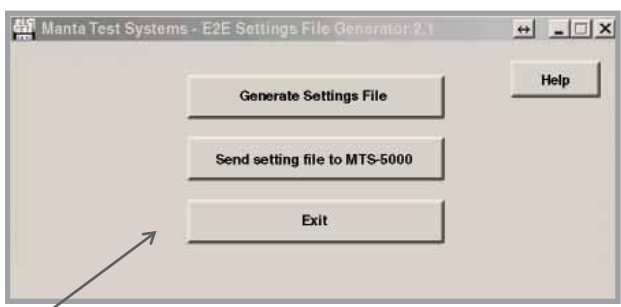 Manta Test Systems - E2E Settings File Generator 2.1
Help
Generate Settings File
Send setting file to MTS-5000
Exit